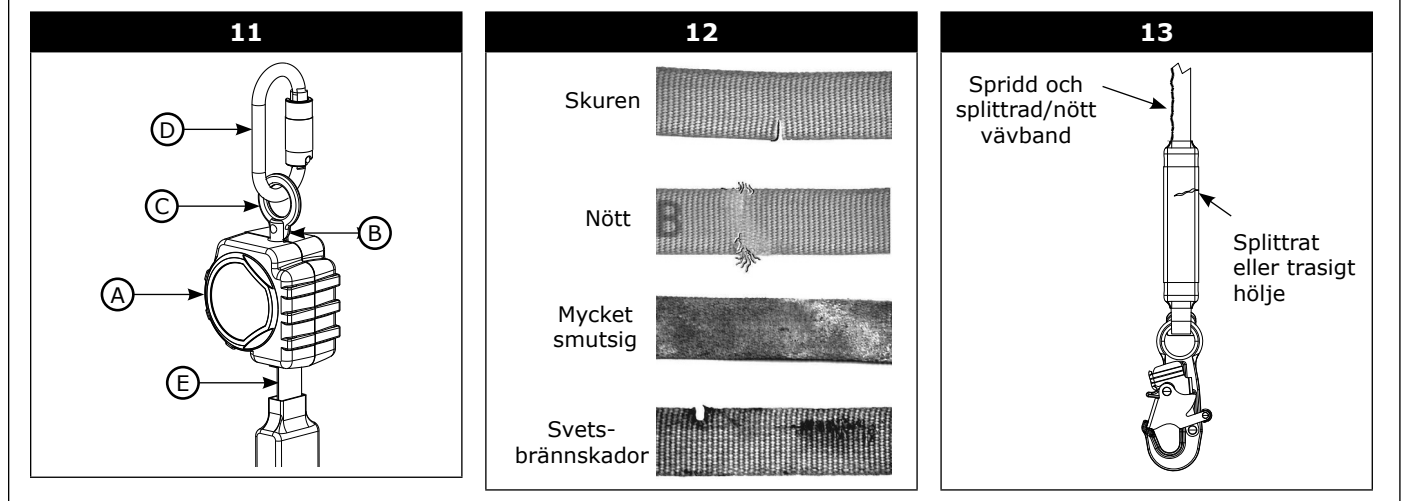 11
D
C
B
A
E
12
Skuren
Nött
B
Mycket
smutsig
Svets-
brännskador
13
Spridd och
splittrad/nött
vävband
Splittrat
eller trasigt
hölje